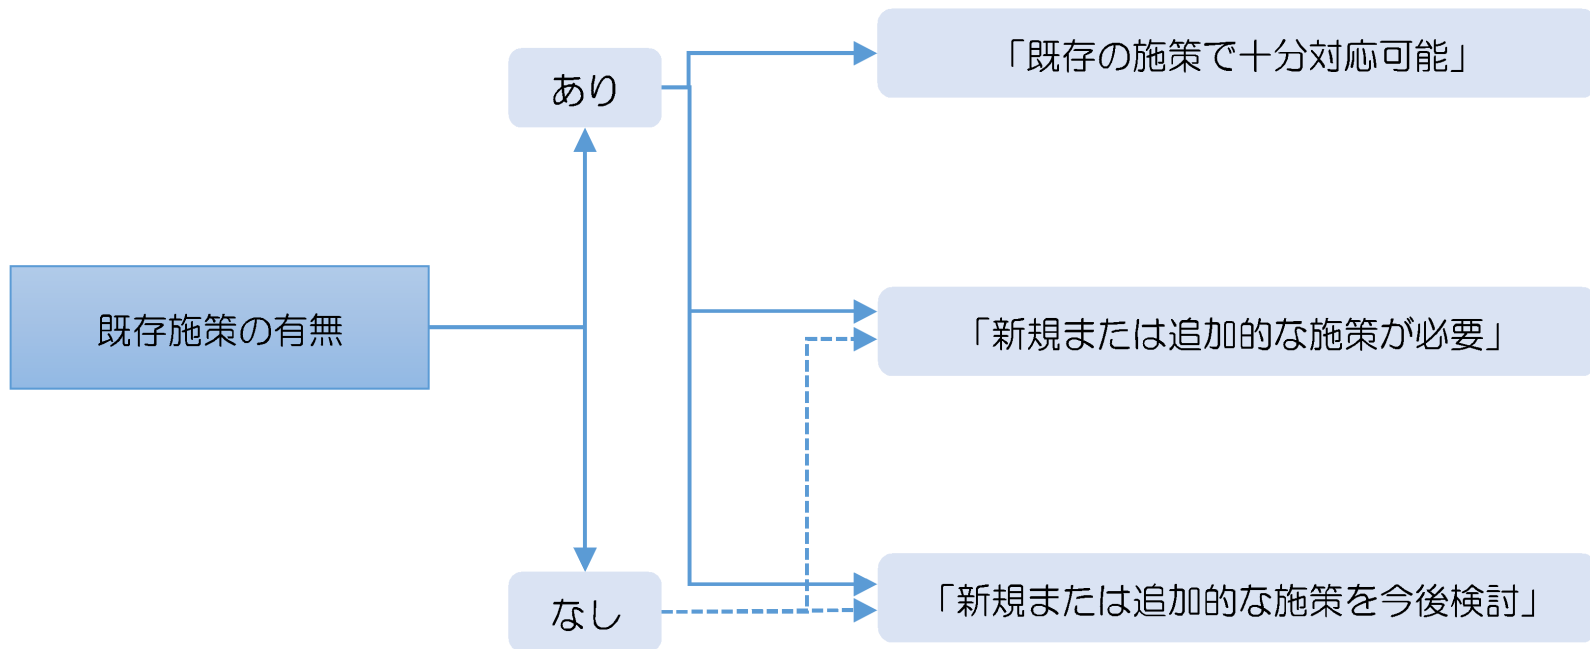 既存施策の有無
あり
なし
「既存の施策で十分対応可能」
「新規または追加的な施策が必要」
「新規または追加的な施策を今後検討」